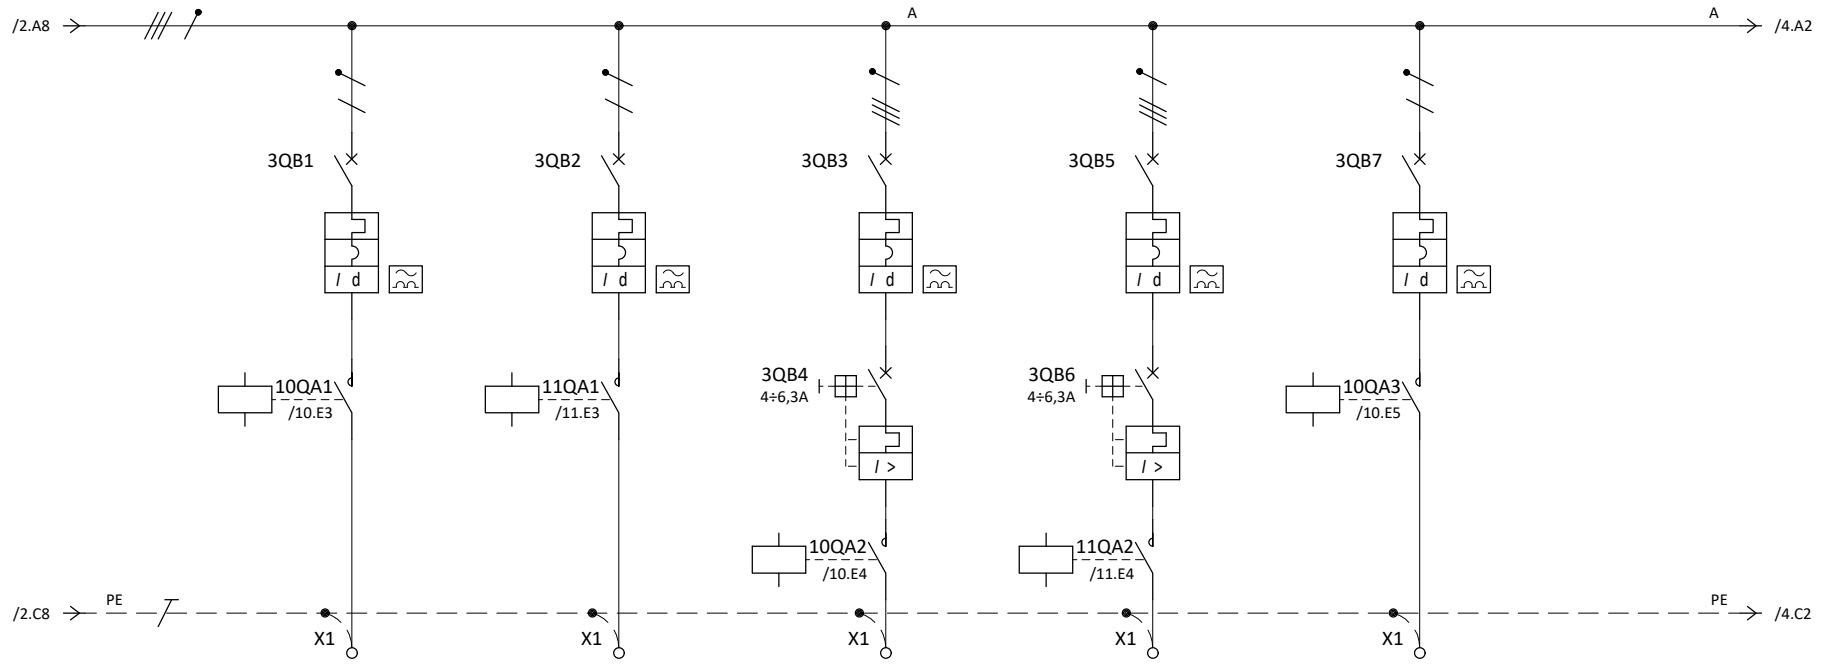 A A
/2.A8 /4.A2
3QB1 3QB2 3QB3 3QB5 3QB7
I d I d I d I d I d
3QB4 3QB6
10QA1 11QA1 4÷6,3A 4÷6,3A 10QA3
/10.E3 /11.E3 /10.E5
I > I >
10QA2 11QA2
/10.E4 /11.E4
PE PE
/2.C8 /4.C2
X1 X1 X1 X1 X1